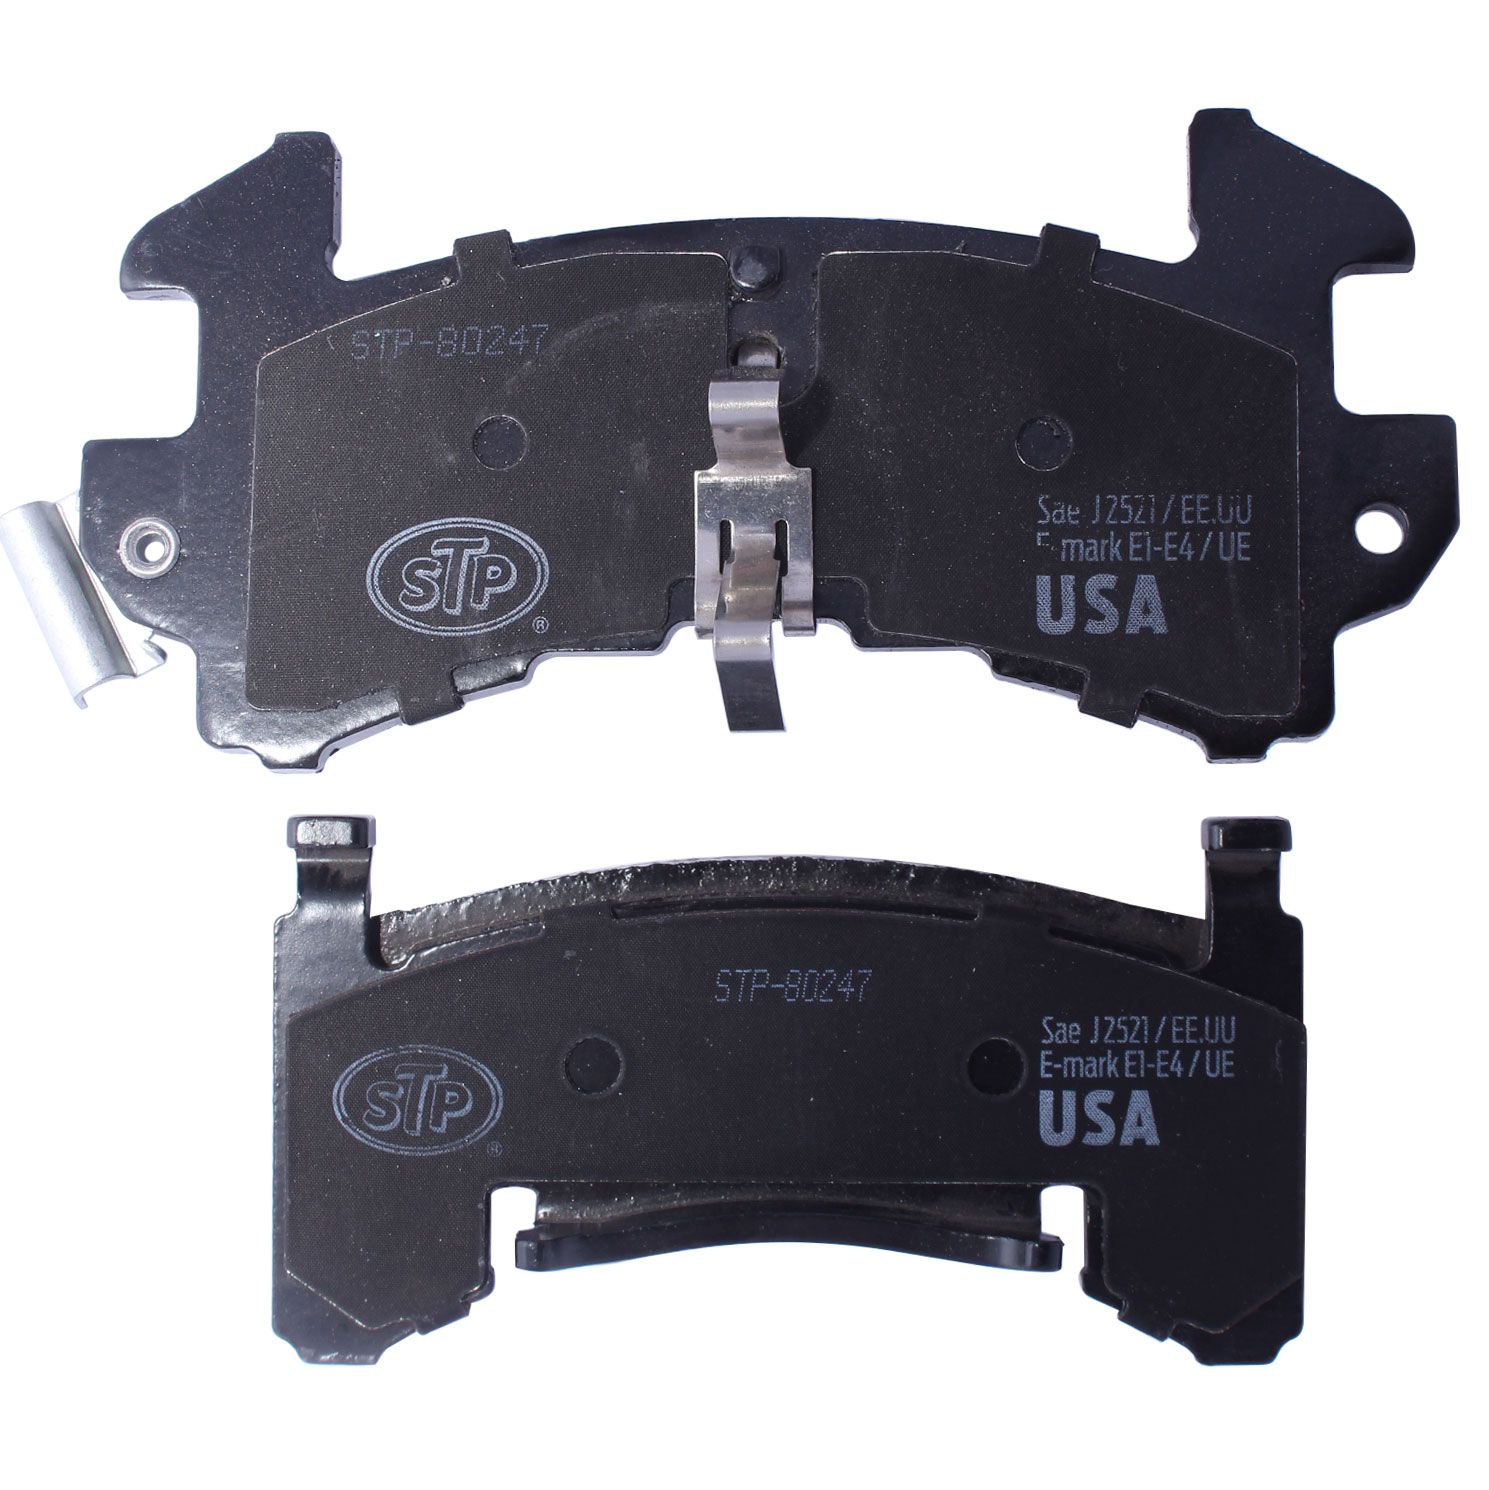 STP-80247
STP
®
Sae J2521 / EE.UU
E-mark E1-E4 / UE
USA
STP-80247
STP
®
Sae J2521 / EE.UU
E-mark E1-E4 / UE
USA